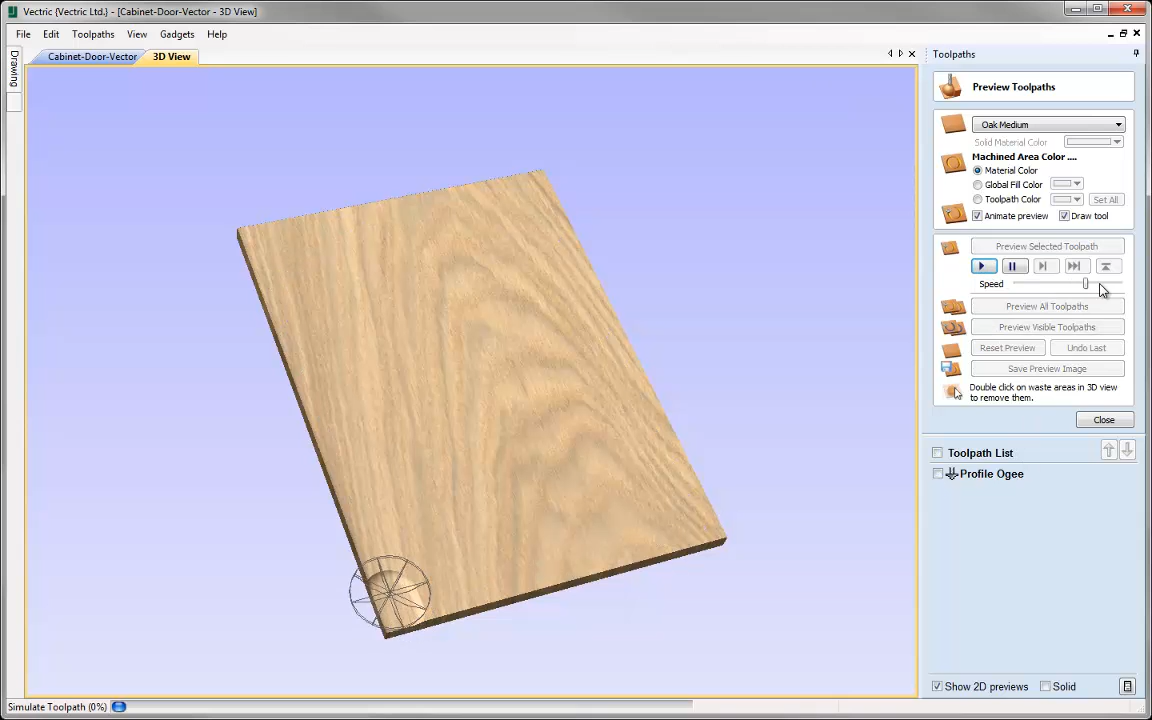 Vectric {Vectric Ltd.} - [Cabinet-Door-Vector - 3D View]
File Edit Toolpaths View Gadgets Help
Drawing
Cabinet-Door-Vector 3D View
Toolpaths
Preview Toolpaths
Oak Medium
Solid Material Color
Machined Area Color ....
Material Color
Global Fill Color
Toolpath Color Set All
Animate preview Draw tool
Preview Selected Toolpath
Speed
Preview All Toolpaths
Preview Visible Toolpaths
Reset Preview Undo Last
Save Preview Image
Double click on waste areas in 3D view
to remove them.
Close
Toolpath List
Profile Ogee
Show 2D previews Solid
Simulate Toolpath (0%)